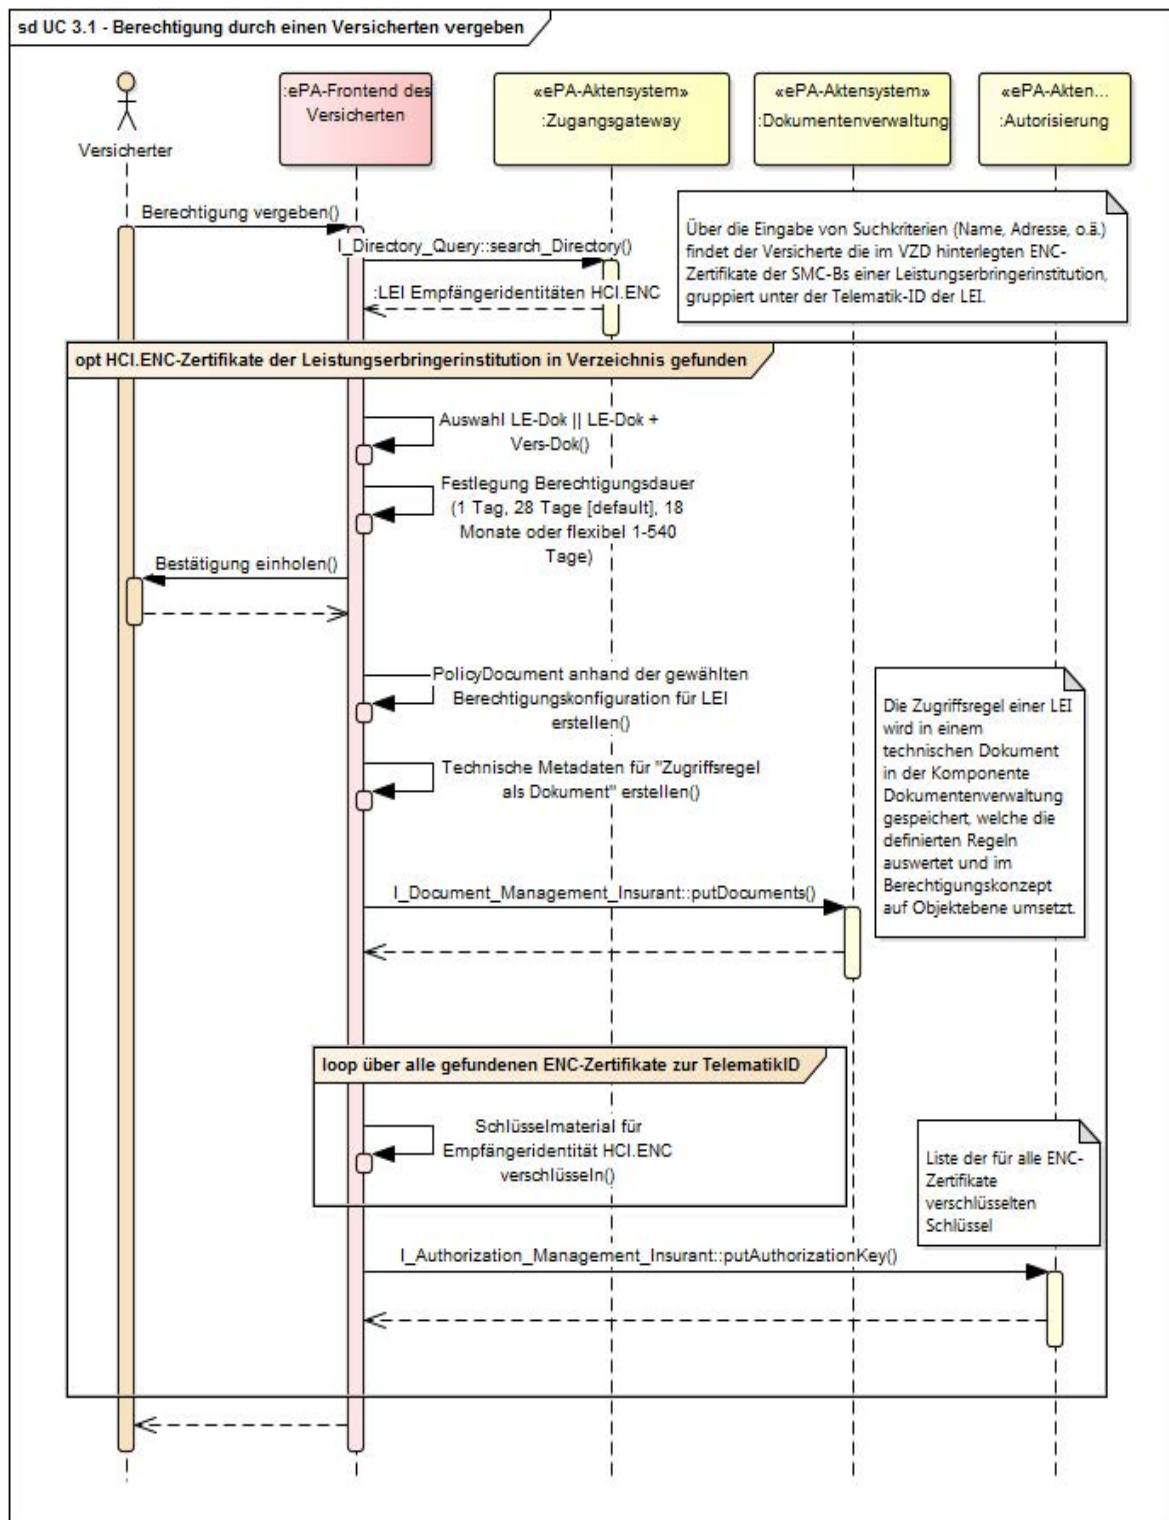 sd UC 3.1 - Berechtigung durch einen Versicherten vergeben
Versicherter
:ePA-Frontend des
Versicherten
«ePA-Aktensystem»
:Zugangsgateway
«ePA-Aktensystem»
:Dokumentenverwaltung
«ePA-Akten...
:Autorisierung
Berechtigung vergeben()
I_Directory_Query::search_Directory()
:LEI Empfängeridentitäten HCI.ENC
Über die Eingabe von Suchkriterien (Name, Adresse, o.ä.)
findet der Versicherte die im VZD hinterlegten ENC-
Zertifikate der SMC-Bs einer Leistungserbringerinstitution,
gruppiert unter der Telematik-ID der LEI.
opt HCI.ENC-Zertifikate der Leistungserbringerinstitution in Verzeichnis gefunden
Auswahl LE-Dok || LE-Dok +
Vers-Dok()
Festlegung Berechtigungsdauer
(1 Tag, 28 Tage [default], 18
Monate oder flexibel 1-540
Tage)
Bestätigung einholen()
PolicyDocument anhand der gewählten
Berechtigungskonfiguration für LEI
erstellen()
Technische Metadaten für "Zugriffsregel
als Dokument" erstellen()
Die Zugriffsregel einer LEI
wird in einem
technischen Dokument
in der Komponente
Dokumentenverwaltung
gespeichert, welche die
definierten Regeln
auswertet und im
Berechtigungskonzept
auf Objektebene umsetzt.
I_Document_Management_Insurant::putDocuments()
loop über alle gefundenen ENC-Zertifikate zur TelematikID
Schlüsselmaterial für
Empfängeridentität HCI.ENC
verschlüsseln()
Liste der für alle ENC-
Zertifikate
verschlüsselten
Schlüssel
I_Authorization_Management_Insurant::putAuthorizationKey()